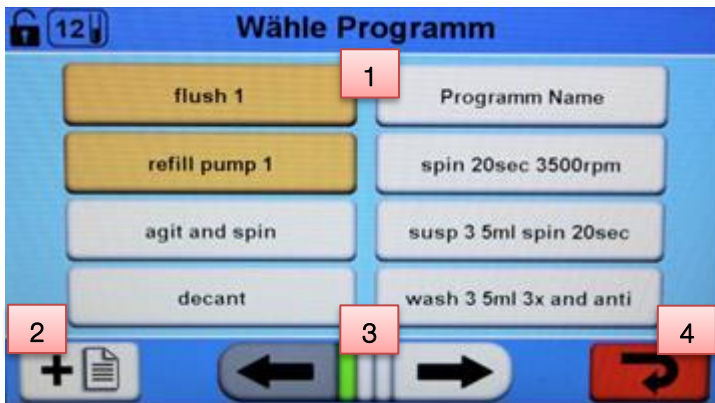 12
Wähle Programm
1
flush 1
Programm Name
refill pump 1
spin 20sec 3500rpm
agit and spin
susp 3 5ml spin 20sec
decant
wash 3 5ml 3x and anti
2
3
4